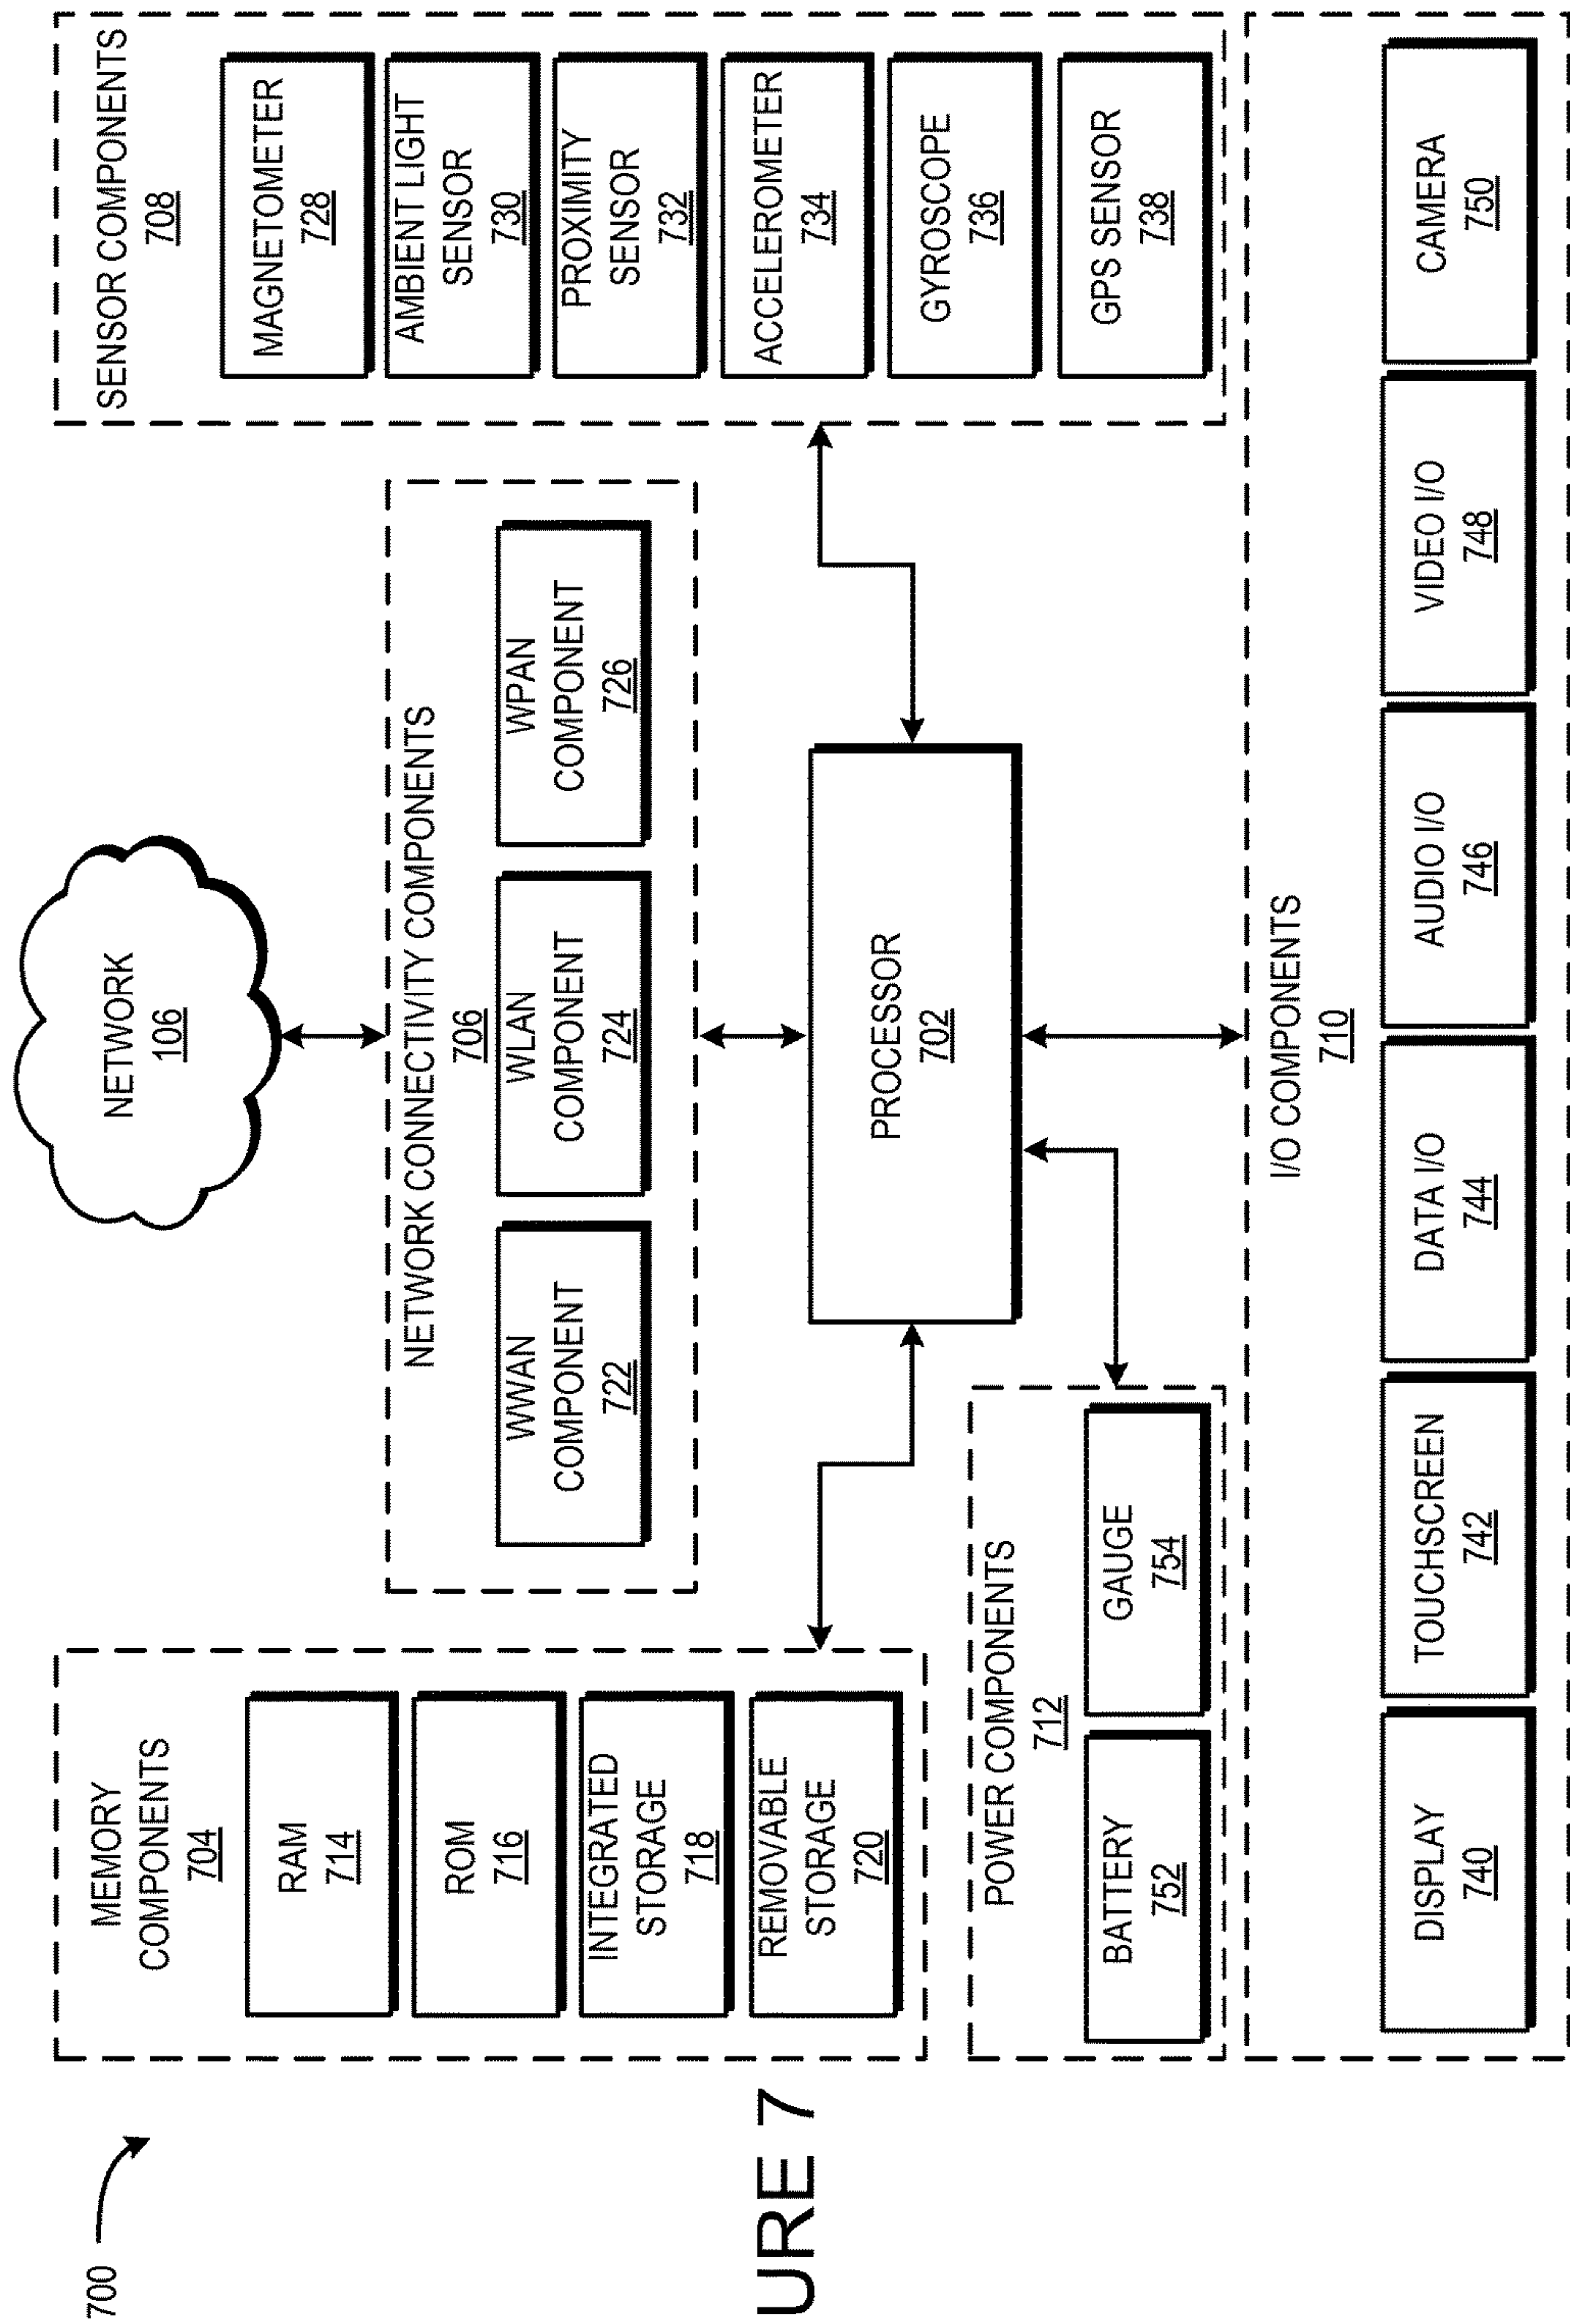 700
NETWORK
106
MEMORY
COMPONENTS
704
RAM
714
ROM
716
INTEGRATED
STORAGE
718
REMOVABLE
STORAGE
720
NETWORK CONNECTIVITY COMPONENTS
706
WWAN
COMPONENT
722
WLAN
COMPONENT
724
WPAN
COMPONENT
726
SENSOR COMPONENTS
708
MAGNETOMETER
728
AMBIENT LIGHT
SENSOR
730
PROXIMITY
SENSOR
732
ACCELEROMETER
734
GYROSCOPE
736
GPS SENSOR
738
PROCESSOR
702
POWER COMPONENTS
712
BATTERY
752
GAUGE
754
I/O COMPONENTS
710
DISPLAY
740
TOUCHSCREEN
742
DATA I/O
744
AUDIO I/O
746
VIDEO I/O
748
CAMERA
750
URE 7